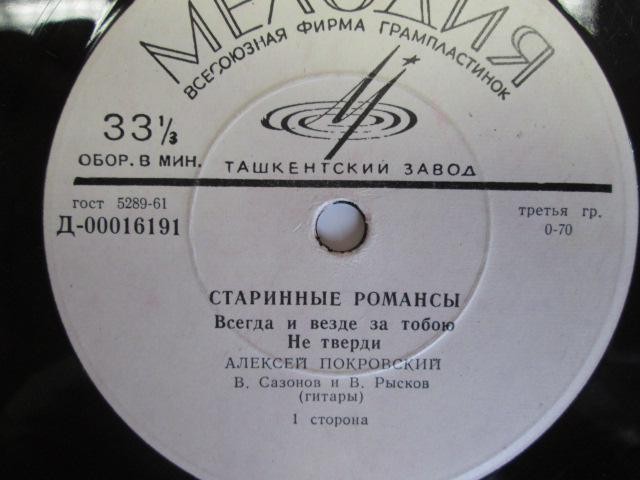 МЕЛОДИЯ
ВСЕСОЮЗНАЯ ФИРМА ГРАМПЛАСТИНОК
33⅓
ОБОР. В МИН.
ТАШКЕНТСКИЙ ЗАВОД
гост 5289-61
Д-00016191
третья гр.
0-70
СТАРИННЫЕ РОМАНСЫ
Всегда и везде за тобою
Не тверди
АЛЕКСЕЙ ПОКРОВСКИЙ
В. Сазонов и В. Рысков
(гитары)
1 сторона